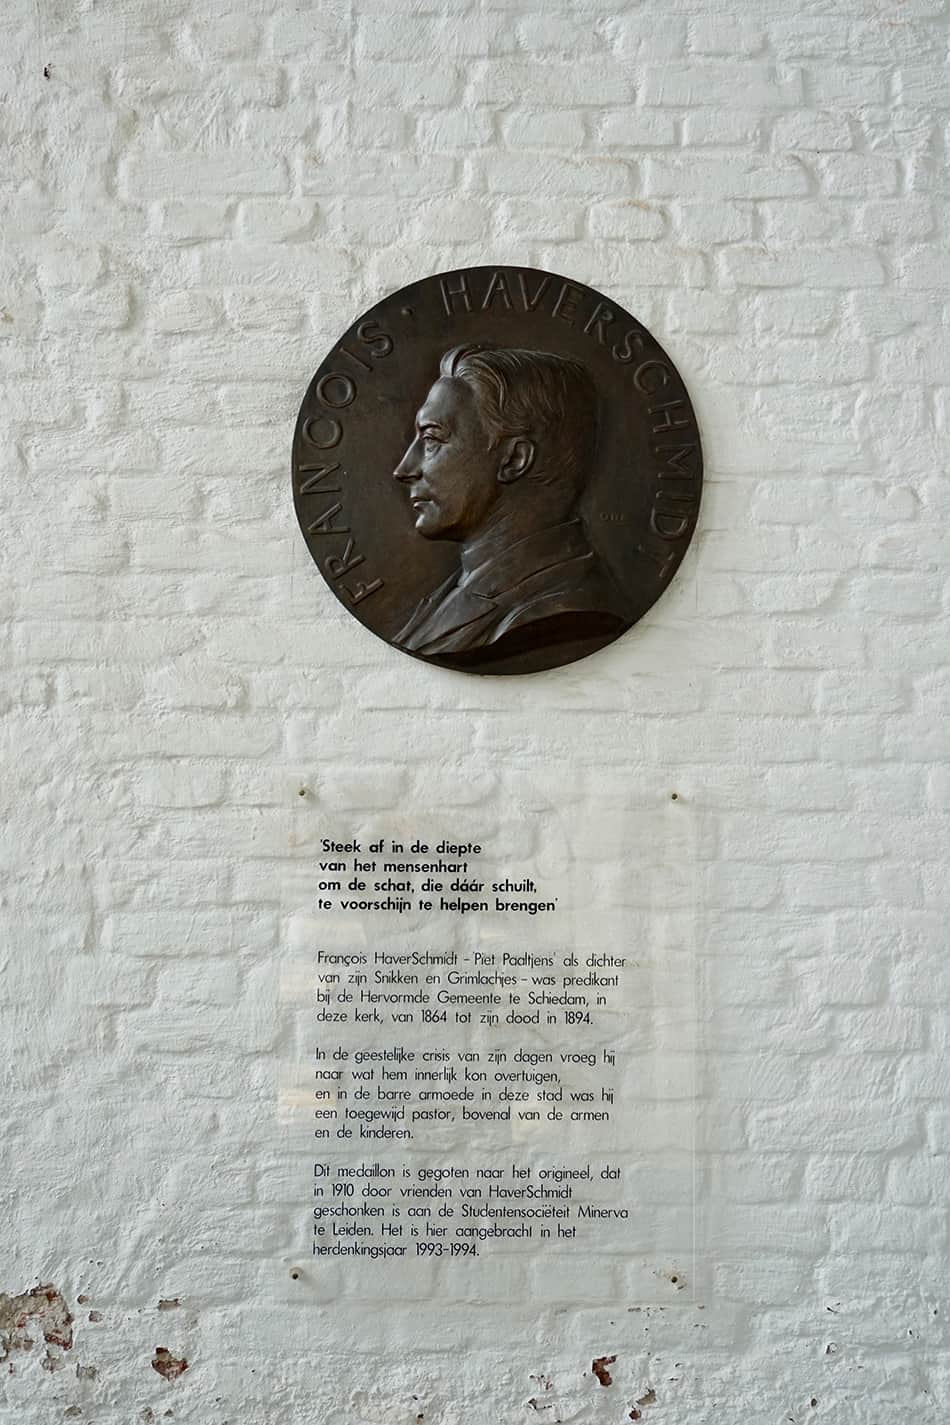 FRANCOIS · HAVERSCHMIDT
'Steek af in de diepte
van het mensenhart
om de schat, die dáár schuilt,
te voorschijn te helpen brengen'
François HaverSchmidt - 'Piet Paaltjens' als dichter
van zijn Snikken en Grimlachjes - was predikant
bij de Hervormde Gemeente te Schiedam, in
deze kerk, van 1864 tot zijn dood in 1894.
In de geestelijke crisis van zijn dagen vroeg hij
naar wat hem innerlijk kon overtuigen,
en in de barre armoede in deze stad was hij
een toegewijd pastor, bovenal van de armen
en de kinderen.
Dit medaillon is gegoten naar het origineel, dat
in 1910 door vrienden van HaverSchmidt
geschonken is aan de Studentensociëteit Minerva
te Leiden. Het is hier aangebracht in het
herdenkingsjaar 1993-1994.